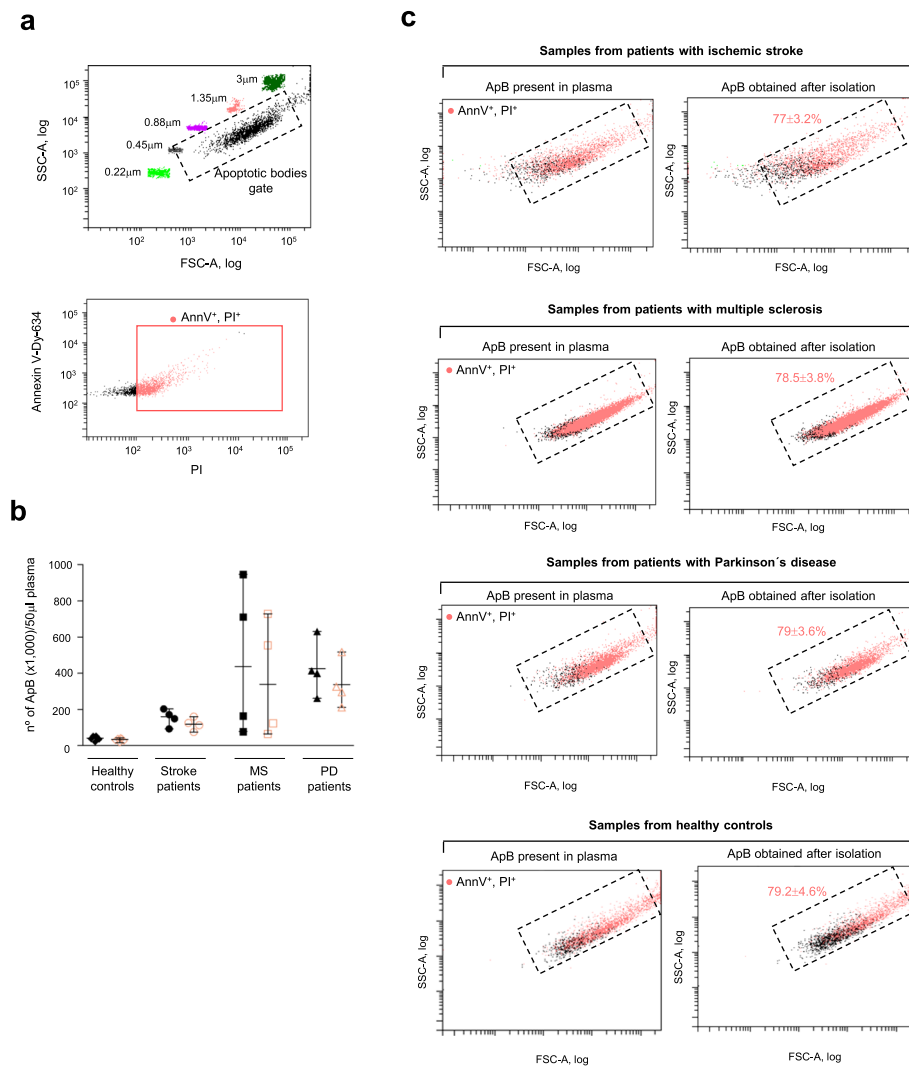 a
SSC-A, log
10⁵
10⁴
10³
10²
3μm
1.35μm
0.88μm
0.45μm
0.22μm
Apoptotic bodies
gate
10² 10³ 10⁴ 10⁵
FSC-A, log
Annexin V-Dy-634
AnnV⁺, PI⁺
10⁵
10⁴
10³
10²
10² 10³ 10⁴ 10⁵
PI
b
nº of ApB (x1,000)/50μl plasma
1000
800
600
400
200
0
Healthy controls
Stroke patients
MS patients
PD patients
c
Samples from patients with ischemic stroke
ApB present in plasma
ApB obtained after isolation
AnnV⁺, PI⁺
77±3.2%
SSC-A, log
SSC-A, log
FSC-A, log
FSC-A, log
Samples from patients with multiple sclerosis
ApB present in plasma
ApB obtained after isolation
AnnV⁺, PI⁺
78.5±3.8%
SSC-A, log
SSC-A, log
FSC-A, log
FSC-A, log
Samples from patients with Parkinson´s disease
ApB present in plasma
ApB obtained after isolation
AnnV⁺, PI⁺
79±3.6%
SSC-A, log
SSC-A, log
FSC-A, log
FSC-A, log
Samples from healthy controls
ApB present in plasma
ApB obtained after isolation
AnnV⁺, PI⁺
79.2±4.6%
SSC-A, log
SSC-A, log
FSC-A, log
FSC-A, log